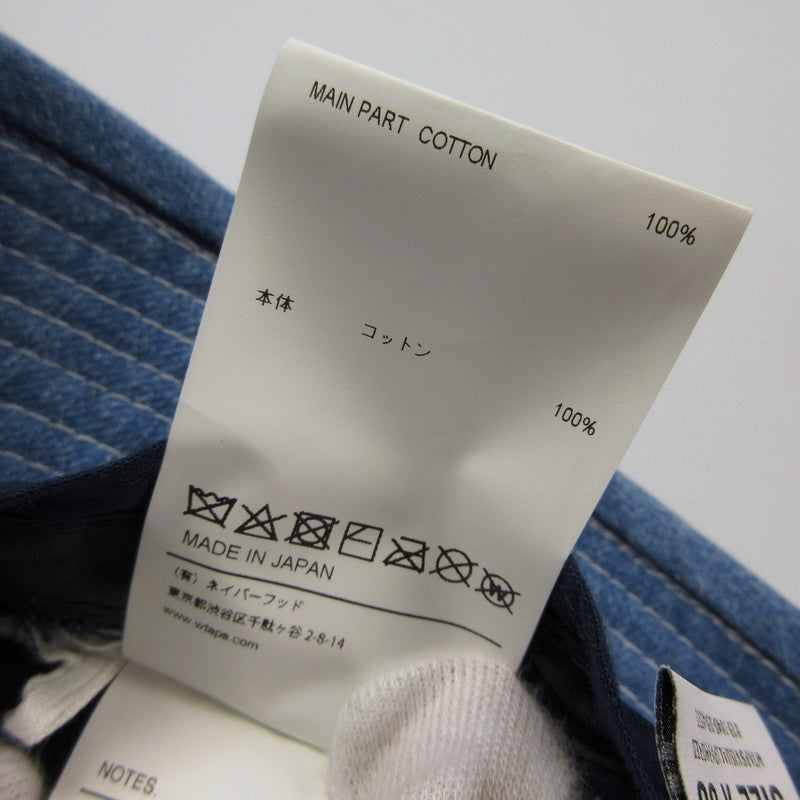 MAIN PART COTTON
100%
本体 コットン
100%
MADE IN JAPAN
(有) ネイバーフッド
東京都渋谷区千駄ヶ谷 2-8-14
www.wtaps.com
NOTES.